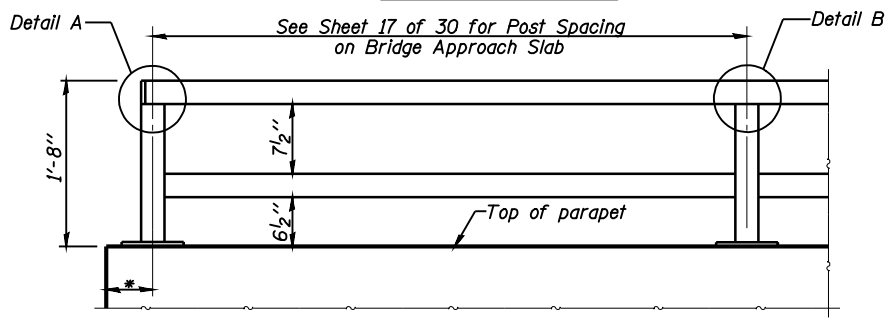 Detail A
See Sheet 17 of 30 for Post Spacing
on Bridge Approach Slab
Detail B
1'-8"
7½"
6½"
Top of parapet
*